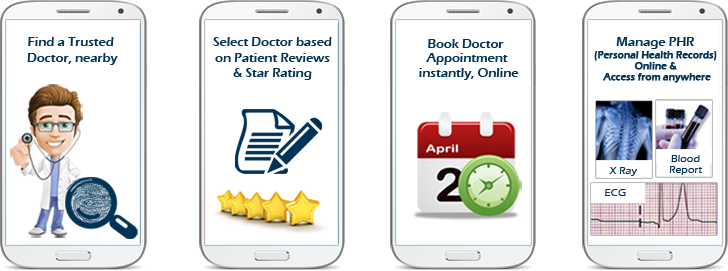 Find a Trusted
Doctor, nearby
Select Doctor based
on Patient Reviews
& Star Rating
Book Doctor
Appointment
instantly, Online
April
2
Manage PHR
(Personal Health Records)
Online &
Access from anywhere
X Ray
Blood
Report
ECG